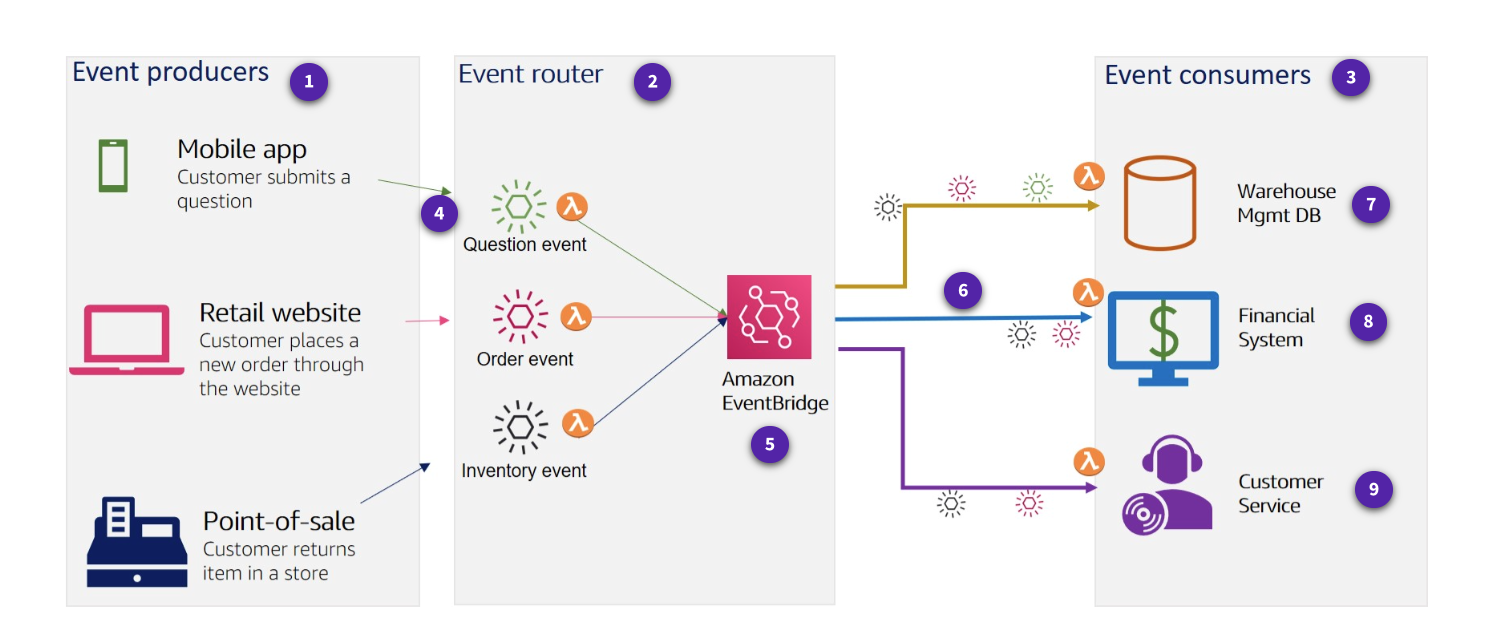 Event producers
1
Mobile app
Customer submits a
question
Retail website
Customer places a
new order through
the website
Point-of-sale
Customer returns
item in a store
Event router
2
4
λ
Question event
λ
Order event
λ
Inventory event
Amazon
EventBridge
5
6
Event consumers
3
λ
Warehouse
Mgmt DB
7
λ
$
Financial
System
8
λ
Customer
Service
9